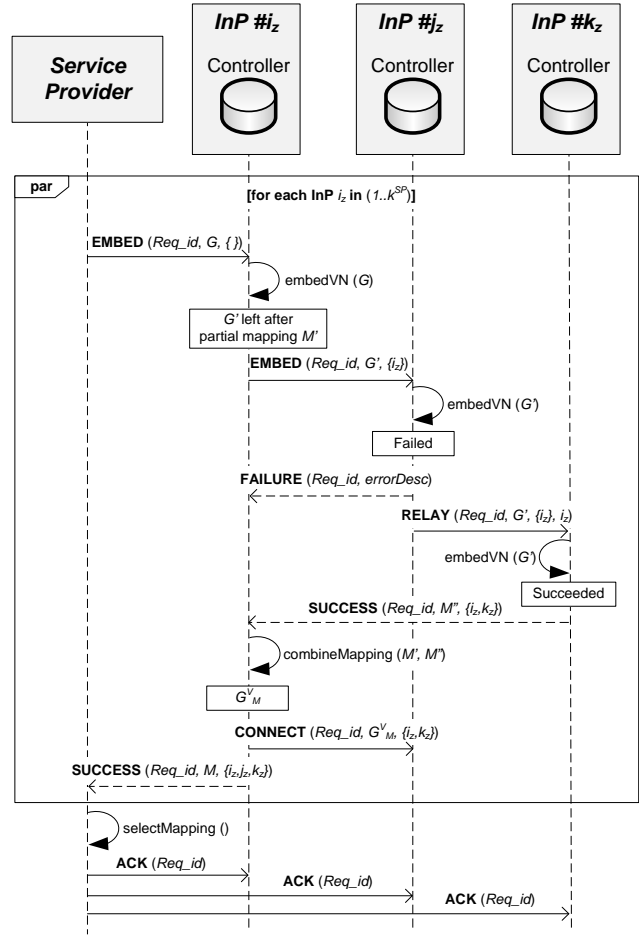 Service
Provider
InP #iz
Controller
InP #jz
Controller
InP #kz
Controller
par
[for each InP iz in (1..k^SP)]
EMBED (Req_id, G, { })
embedVN (G)
G' left after
partial mapping M'
EMBED (Req_id, G', {iz})
embedVN (G')
Failed
FAILURE (Req_id, errorDesc)
RELAY (Req_id, G', {iz}, iz)
embedVN (G')
Succeeded
SUCCESS (Req_id, M'', {iz,kz})
combineMapping (M', M'')
G^V_M
CONNECT (Req_id, G^V_M, {iz,kz})
SUCCESS (Req_id, M, {iz,jz,kz})
selectMapping ()
ACK (Req_id)
ACK (Req_id)
ACK (Req_id)